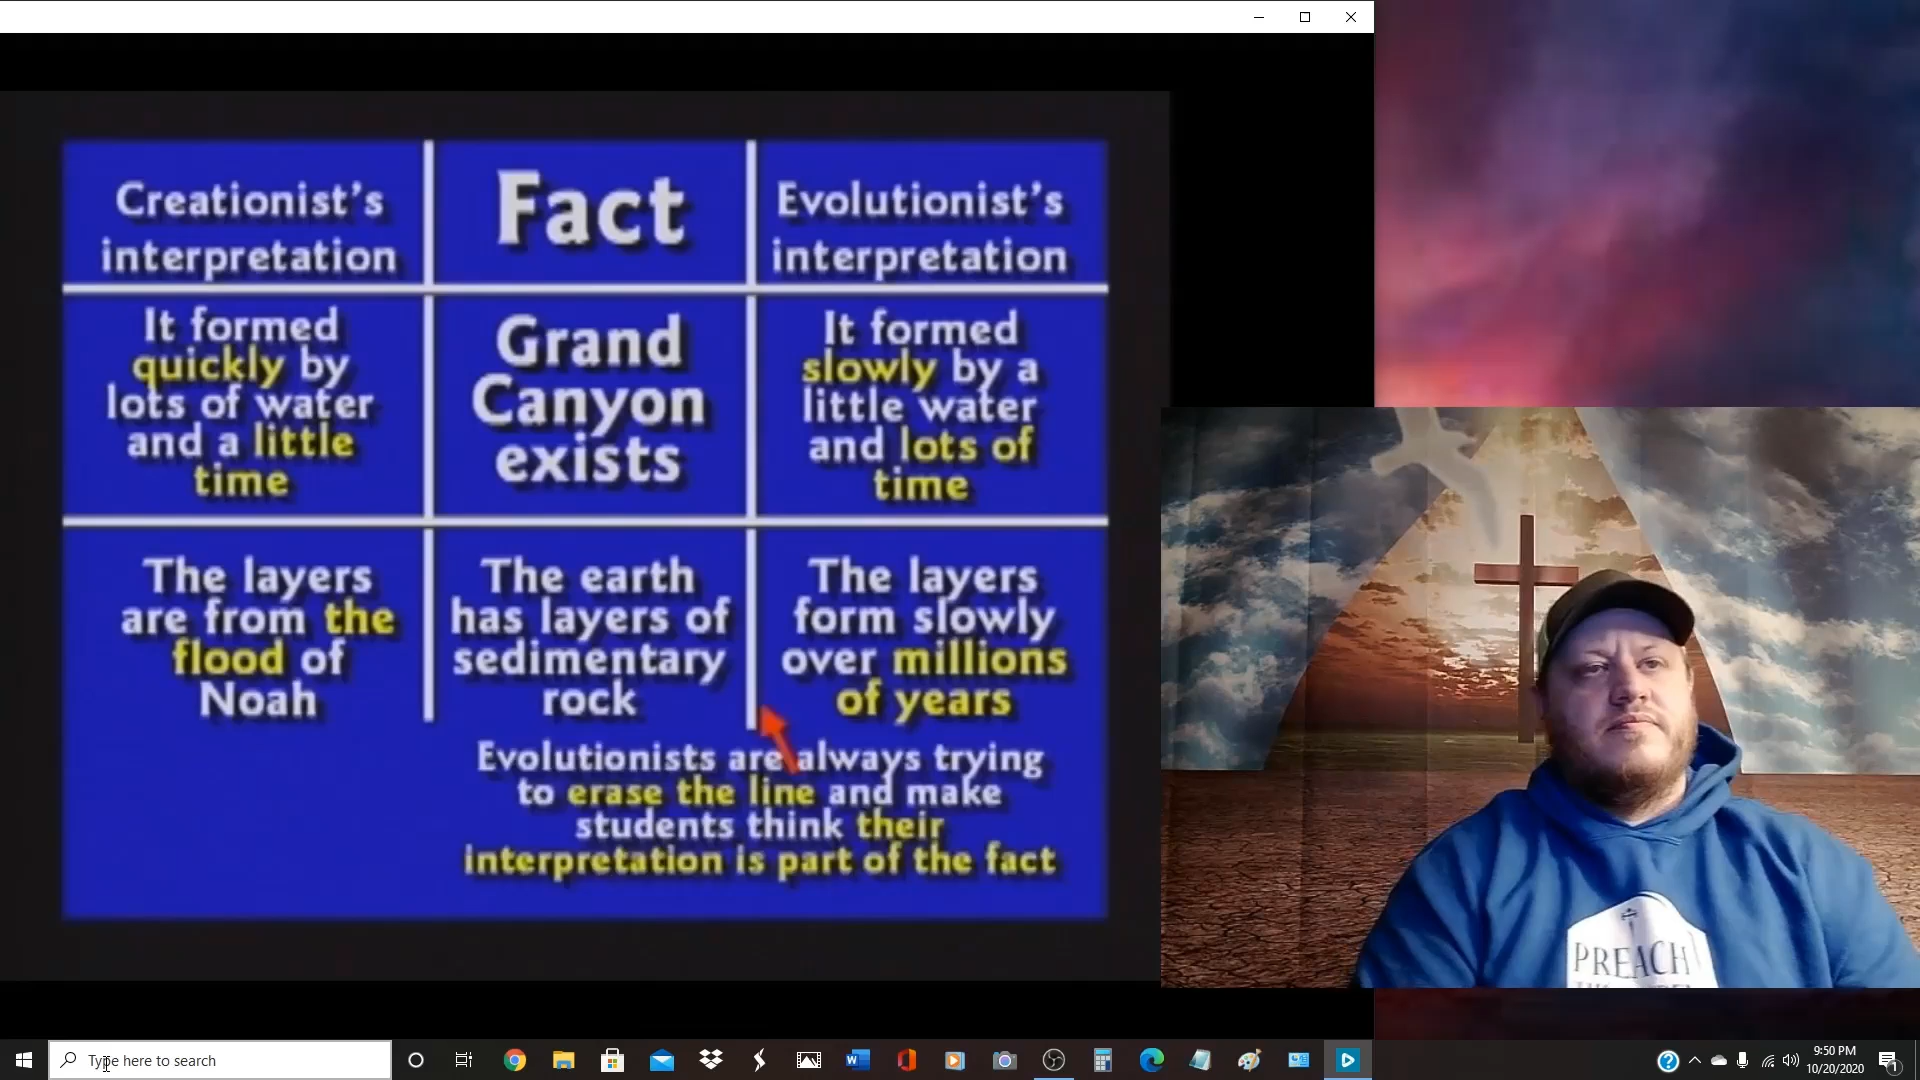 Creationist's
interpretation
Fact
Evolutionist's
interpretation
It formed
quickly by
lots of water
and a little
time
Grand
Canyon
exists
It formed
slowly by a
little water
and lots of
time
The layers
are from the
flood of
Noah
The earth
has layers of
sedimentary
rock
The layers
form slowly
over millions
of years
Evolutionists are always trying
to erase the line and make
students think their
interpretation is part of the fact
PREACH
Type here to search
9:50 PM
10/20/2020
1